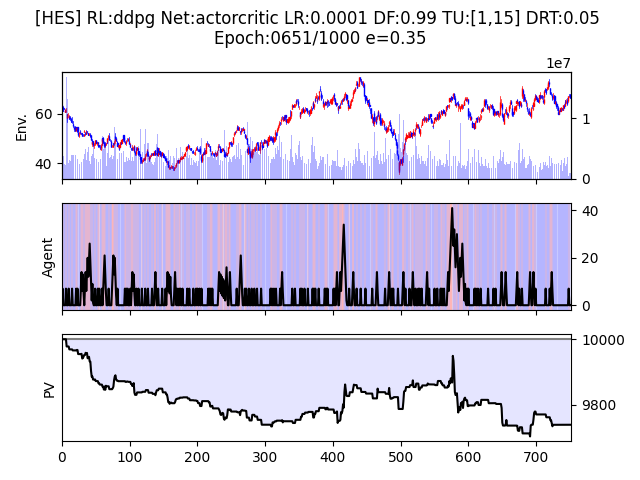 [HES] RL:ddpg Net:actorcritic LR:0.0001 DF:0.99 TU:[1,15] DRT:0.05
Epoch:0651/1000 e=0.35
1e7
Env.
60
40
1
0
Agent
40
20
0
PV
10000
9800
0 100 200 300 400 500 600 700